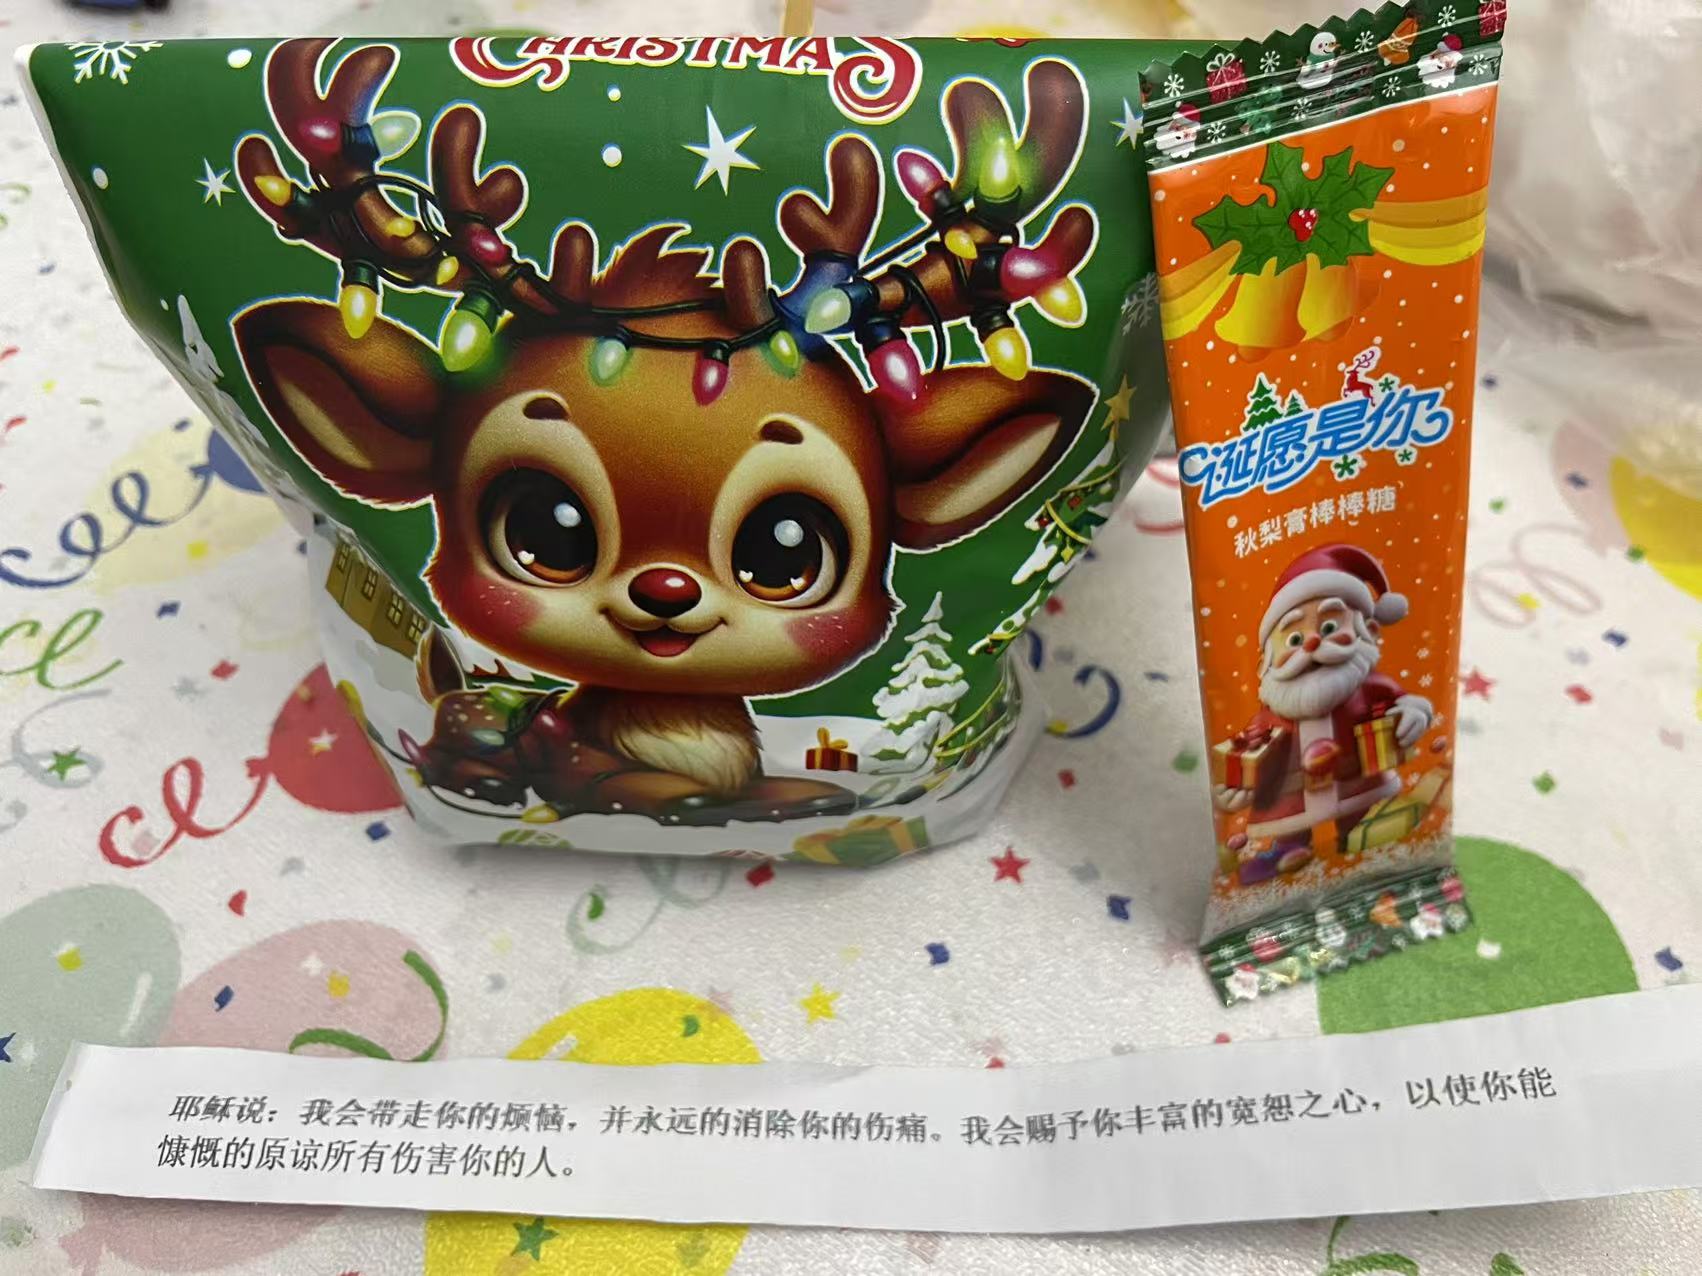 CHRISTMAS
诞愿是你
秋梨膏棒棒糖
耶稣说：我会带走你的烦恼，并永远的消除你的伤痛。我会赐予你丰富的宽恕之心，以使你能
慷慨的原谅所有伤害你的人。